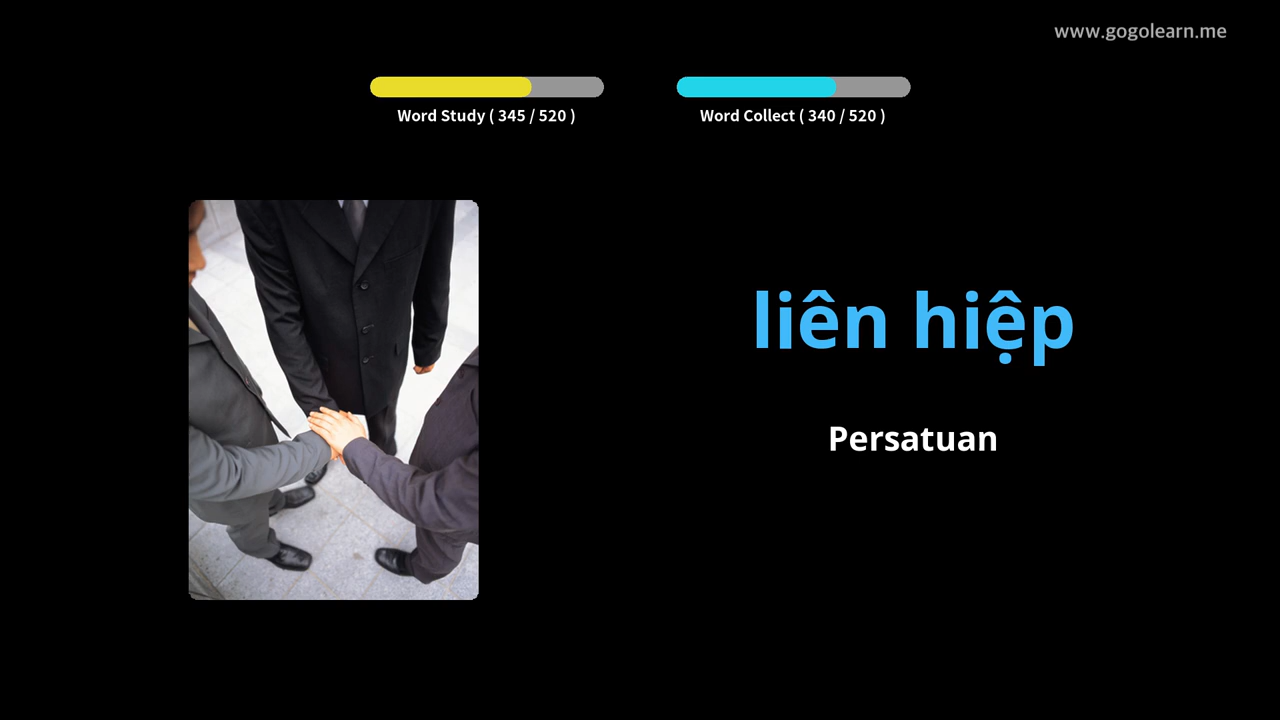 www.gogolearn.me
Word Study ( 345 / 520 )
Word Collect ( 340 / 520 )
liên hiệp
Persatuan